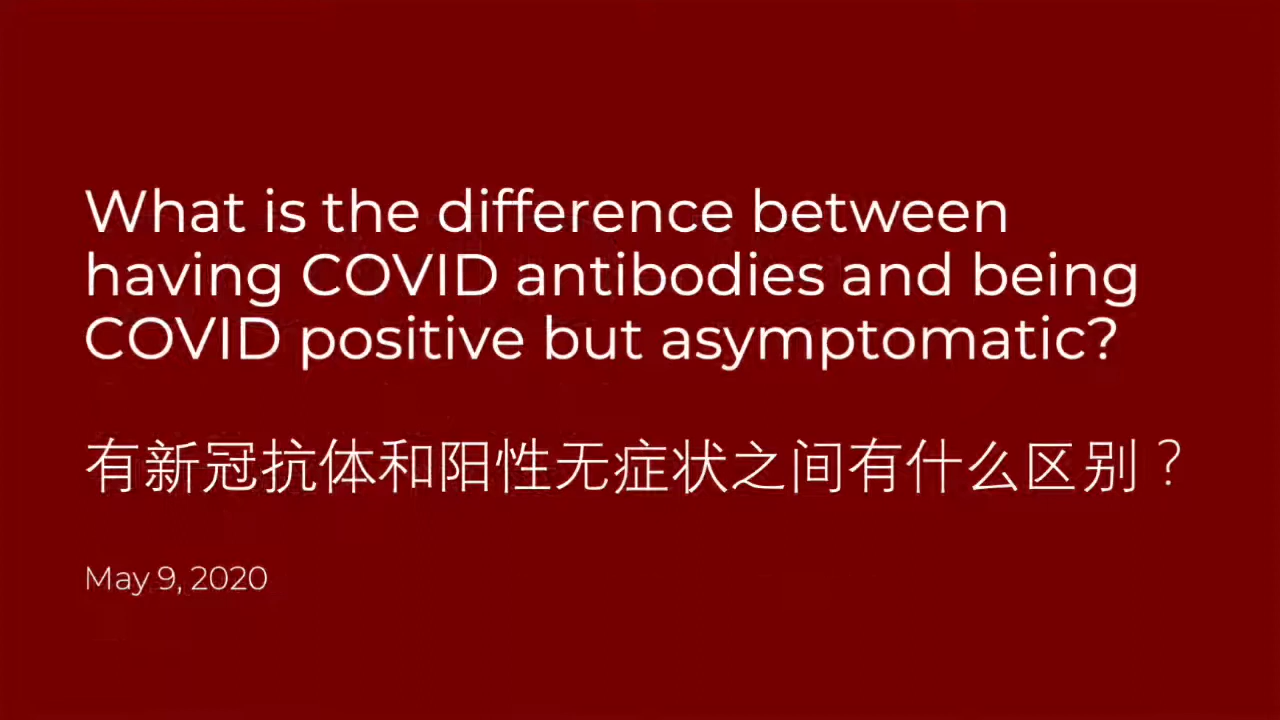 What is the difference between
having COVID antibodies and being
COVID positive but asymptomatic?
有新冠抗体和阳性无症状之间有什么区别？
May 9, 2020